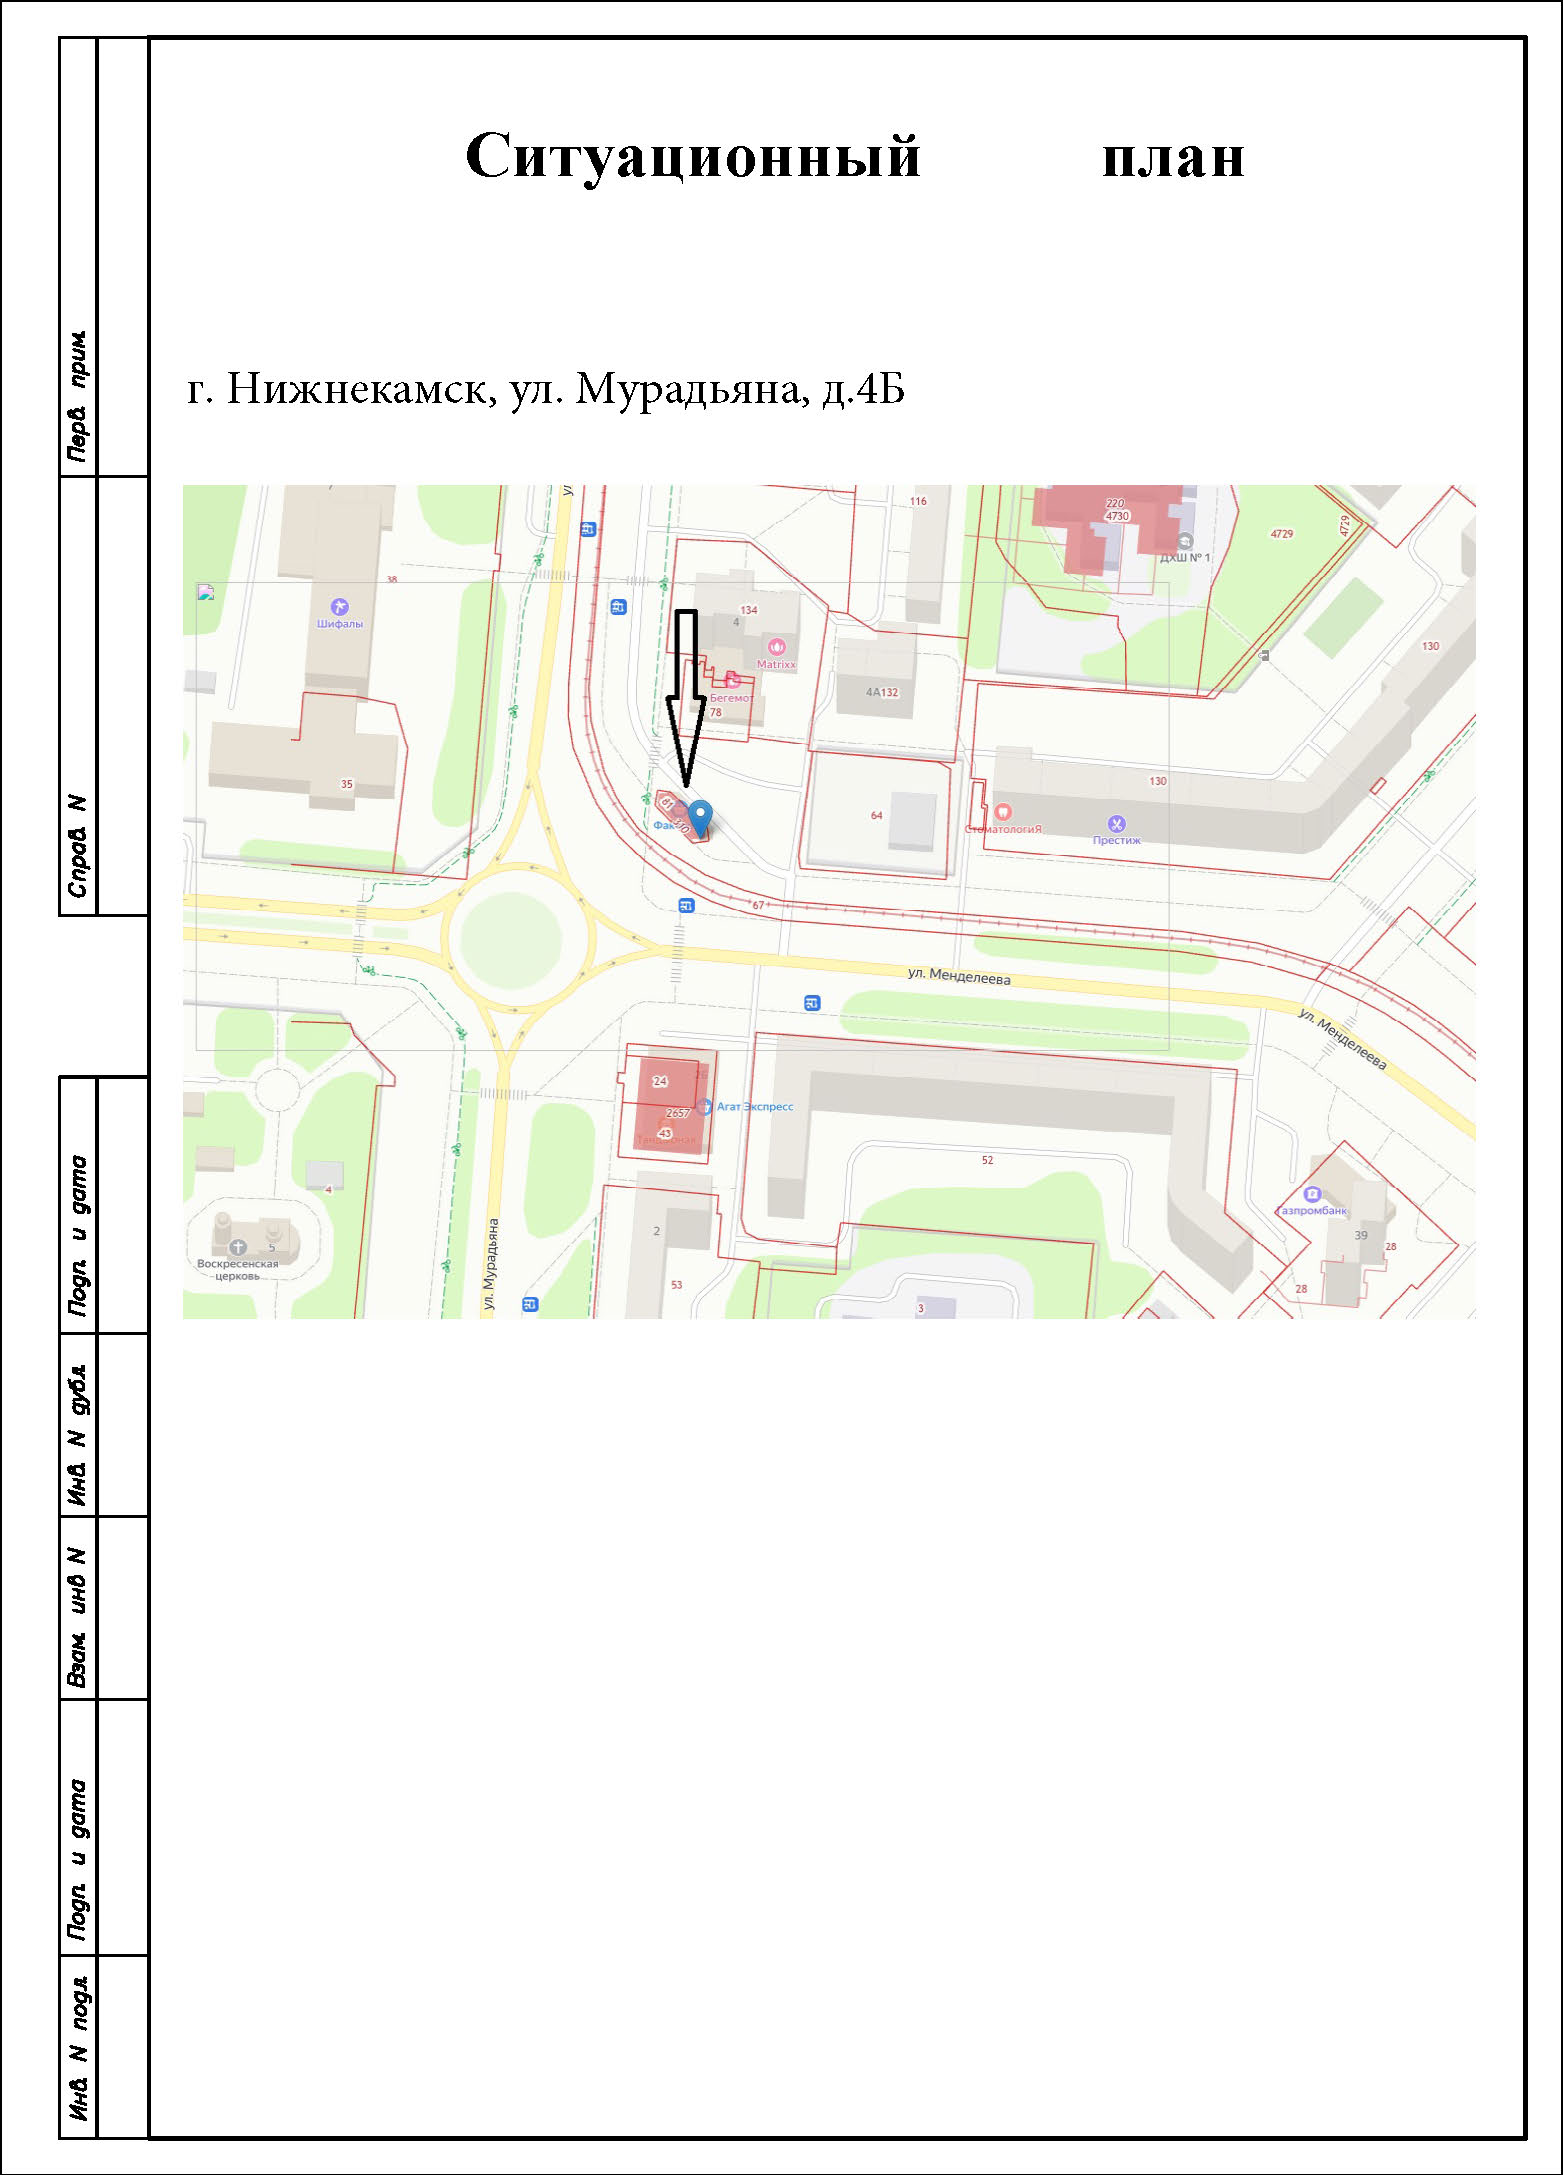 Ситуационный план
г. Нижнекамск, ул. Мурадьяна, д.4Б
Перв. прим.
Справ. N
Подп. и дата
Инв. N дубл.
Взам. инв N
Подп. и дата
Инв. N подл.
116
220
4730
4729
4729
ДХШ № 1
38
Шифалы
134
4
Matrixx
Бегемот
78
4А132
130
35
130
64
Стоматология
Престиж
81
310
67
ул. Менделеева
ул. Менделеева
24
2657
43
Агат Экспресс
52
4
5
Воскресенская
церковь
ул. Мурадьяна
2
53
3
Газпромбанк
39
28
28